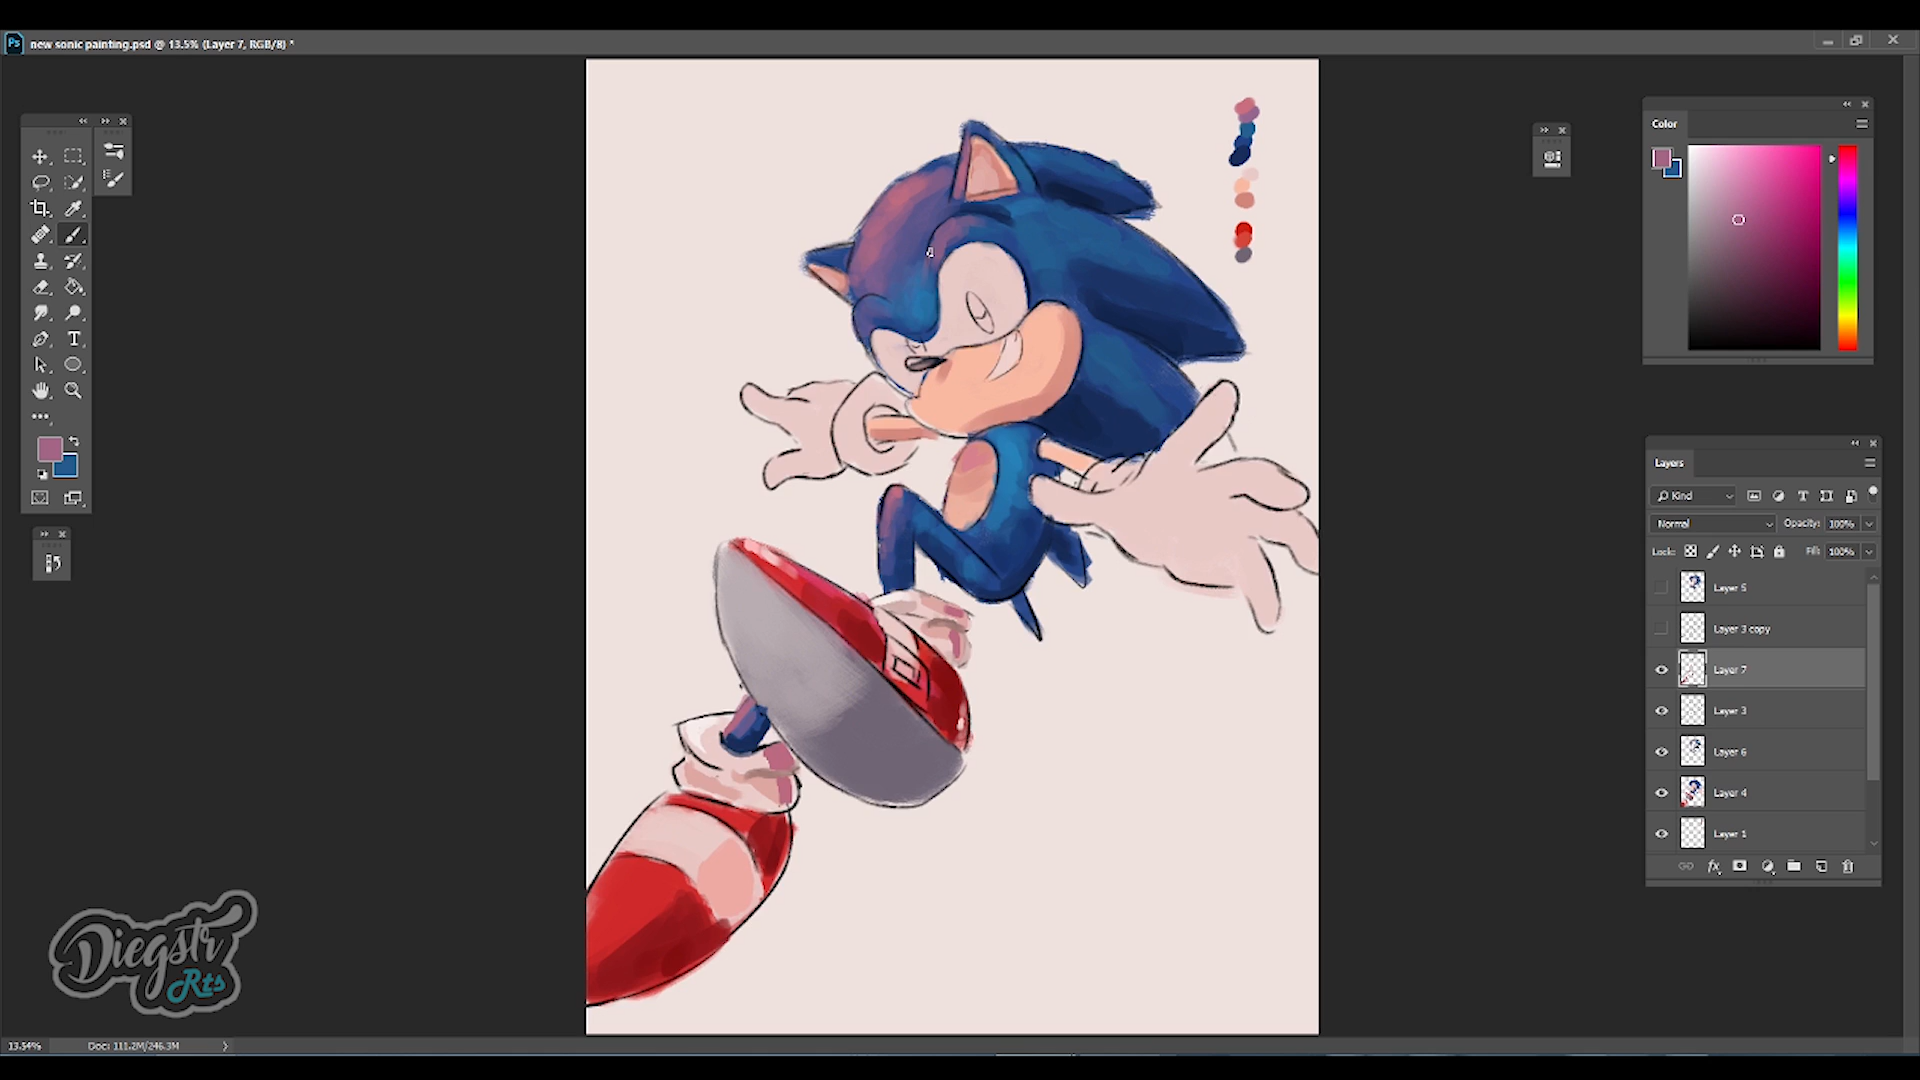 Ps new sonic painting.psd @ 13.5% (Layer 7, RGB/8) *
Color
Layers
Kind
Normal Opacity: 100%
Lock: Fill: 100%
Layer 5
Layer 3 copy
Layer 7
Layer 3
Layer 6
Layer 4
Layer 1
fx
T
Diegstr
Rts
13.54% Doc: 111.2M/246.3M